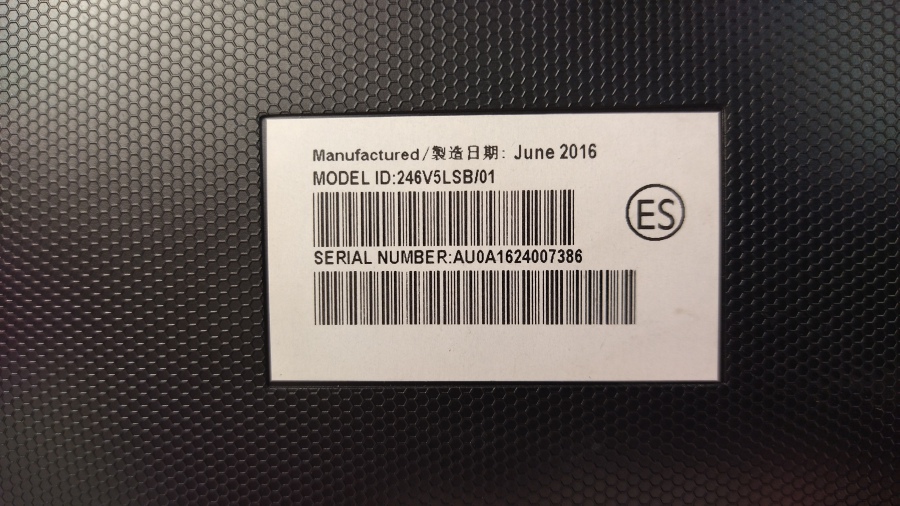 Manufactured/製造日期: June 2016
MODEL ID:246V5LSB/01
ES
SERIAL NUMBER:AU0A1624007386